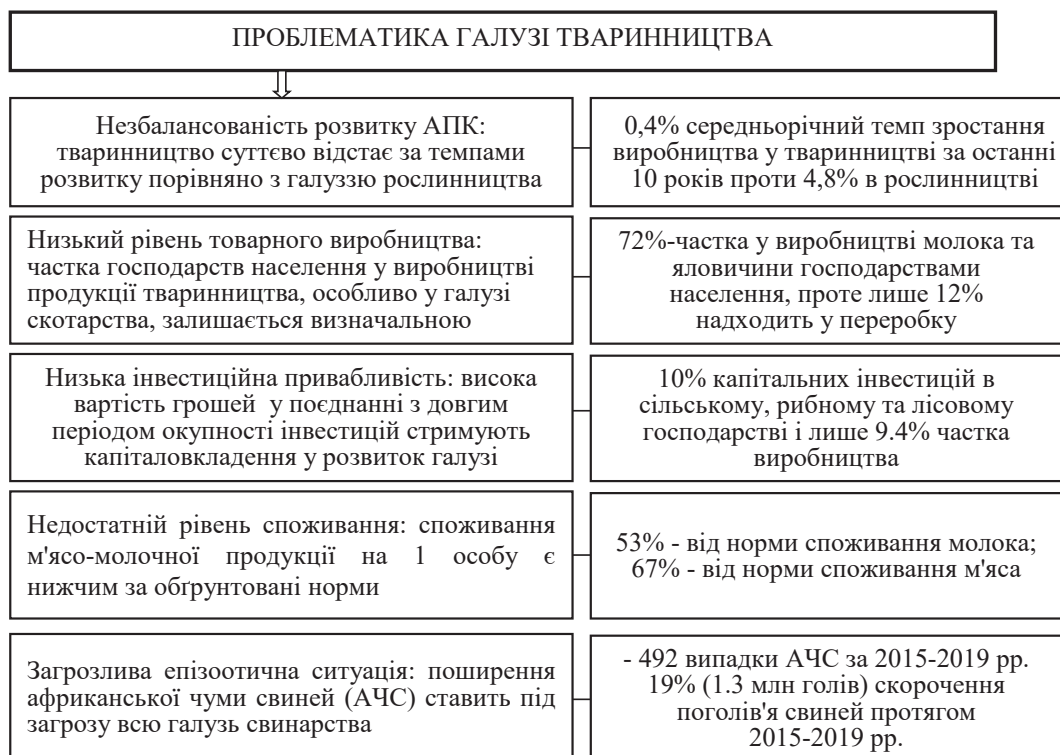 ПРОБЛЕМАТИКА ГАЛУЗІ ТВАРИННИЦТВА
Незбалансованість розвитку АПК:
тваринництво суттєво відстає за темпами
розвитку порівняно з галуззю рослинництва
0,4% середньорічний темп зростання
виробництва у тваринництві за останні
10 років проти 4,8% в рослинництві
Низький рівень товарного виробництва:
частка господарств населення у виробництві
продукції тваринництва, особливо у галузі
скотарства, залишається визначальною
72%-частка у виробництві молока та
яловичини господарствами
населення, проте лише 12%
надходить у переробку
Низька інвестиційна привабливість: висока
вартість грошей у поєднанні з довгим
періодом окупності інвестицій стримують
капіталовкладення у розвиток галузі
10% капітальних інвестицій в
сільському, рибному та лісовому
господарстві і лише 9.4% частка
виробництва
Недостатній рівень споживання: споживання
м'ясо-молочної продукції на 1 особу є
нижчим за обґрунтовані норми
53% - від норми споживання молока;
67% - від норми споживання м'яса
Загрозлива епізоотична ситуація: поширення
африканської чуми свиней (АЧС) ставить під
загрозу всю галузь свинарства
- 492 випадки АЧС за 2015-2019 рр.
19% (1.3 млн голів) скорочення
поголів'я свиней протягом
2015-2019 рр.